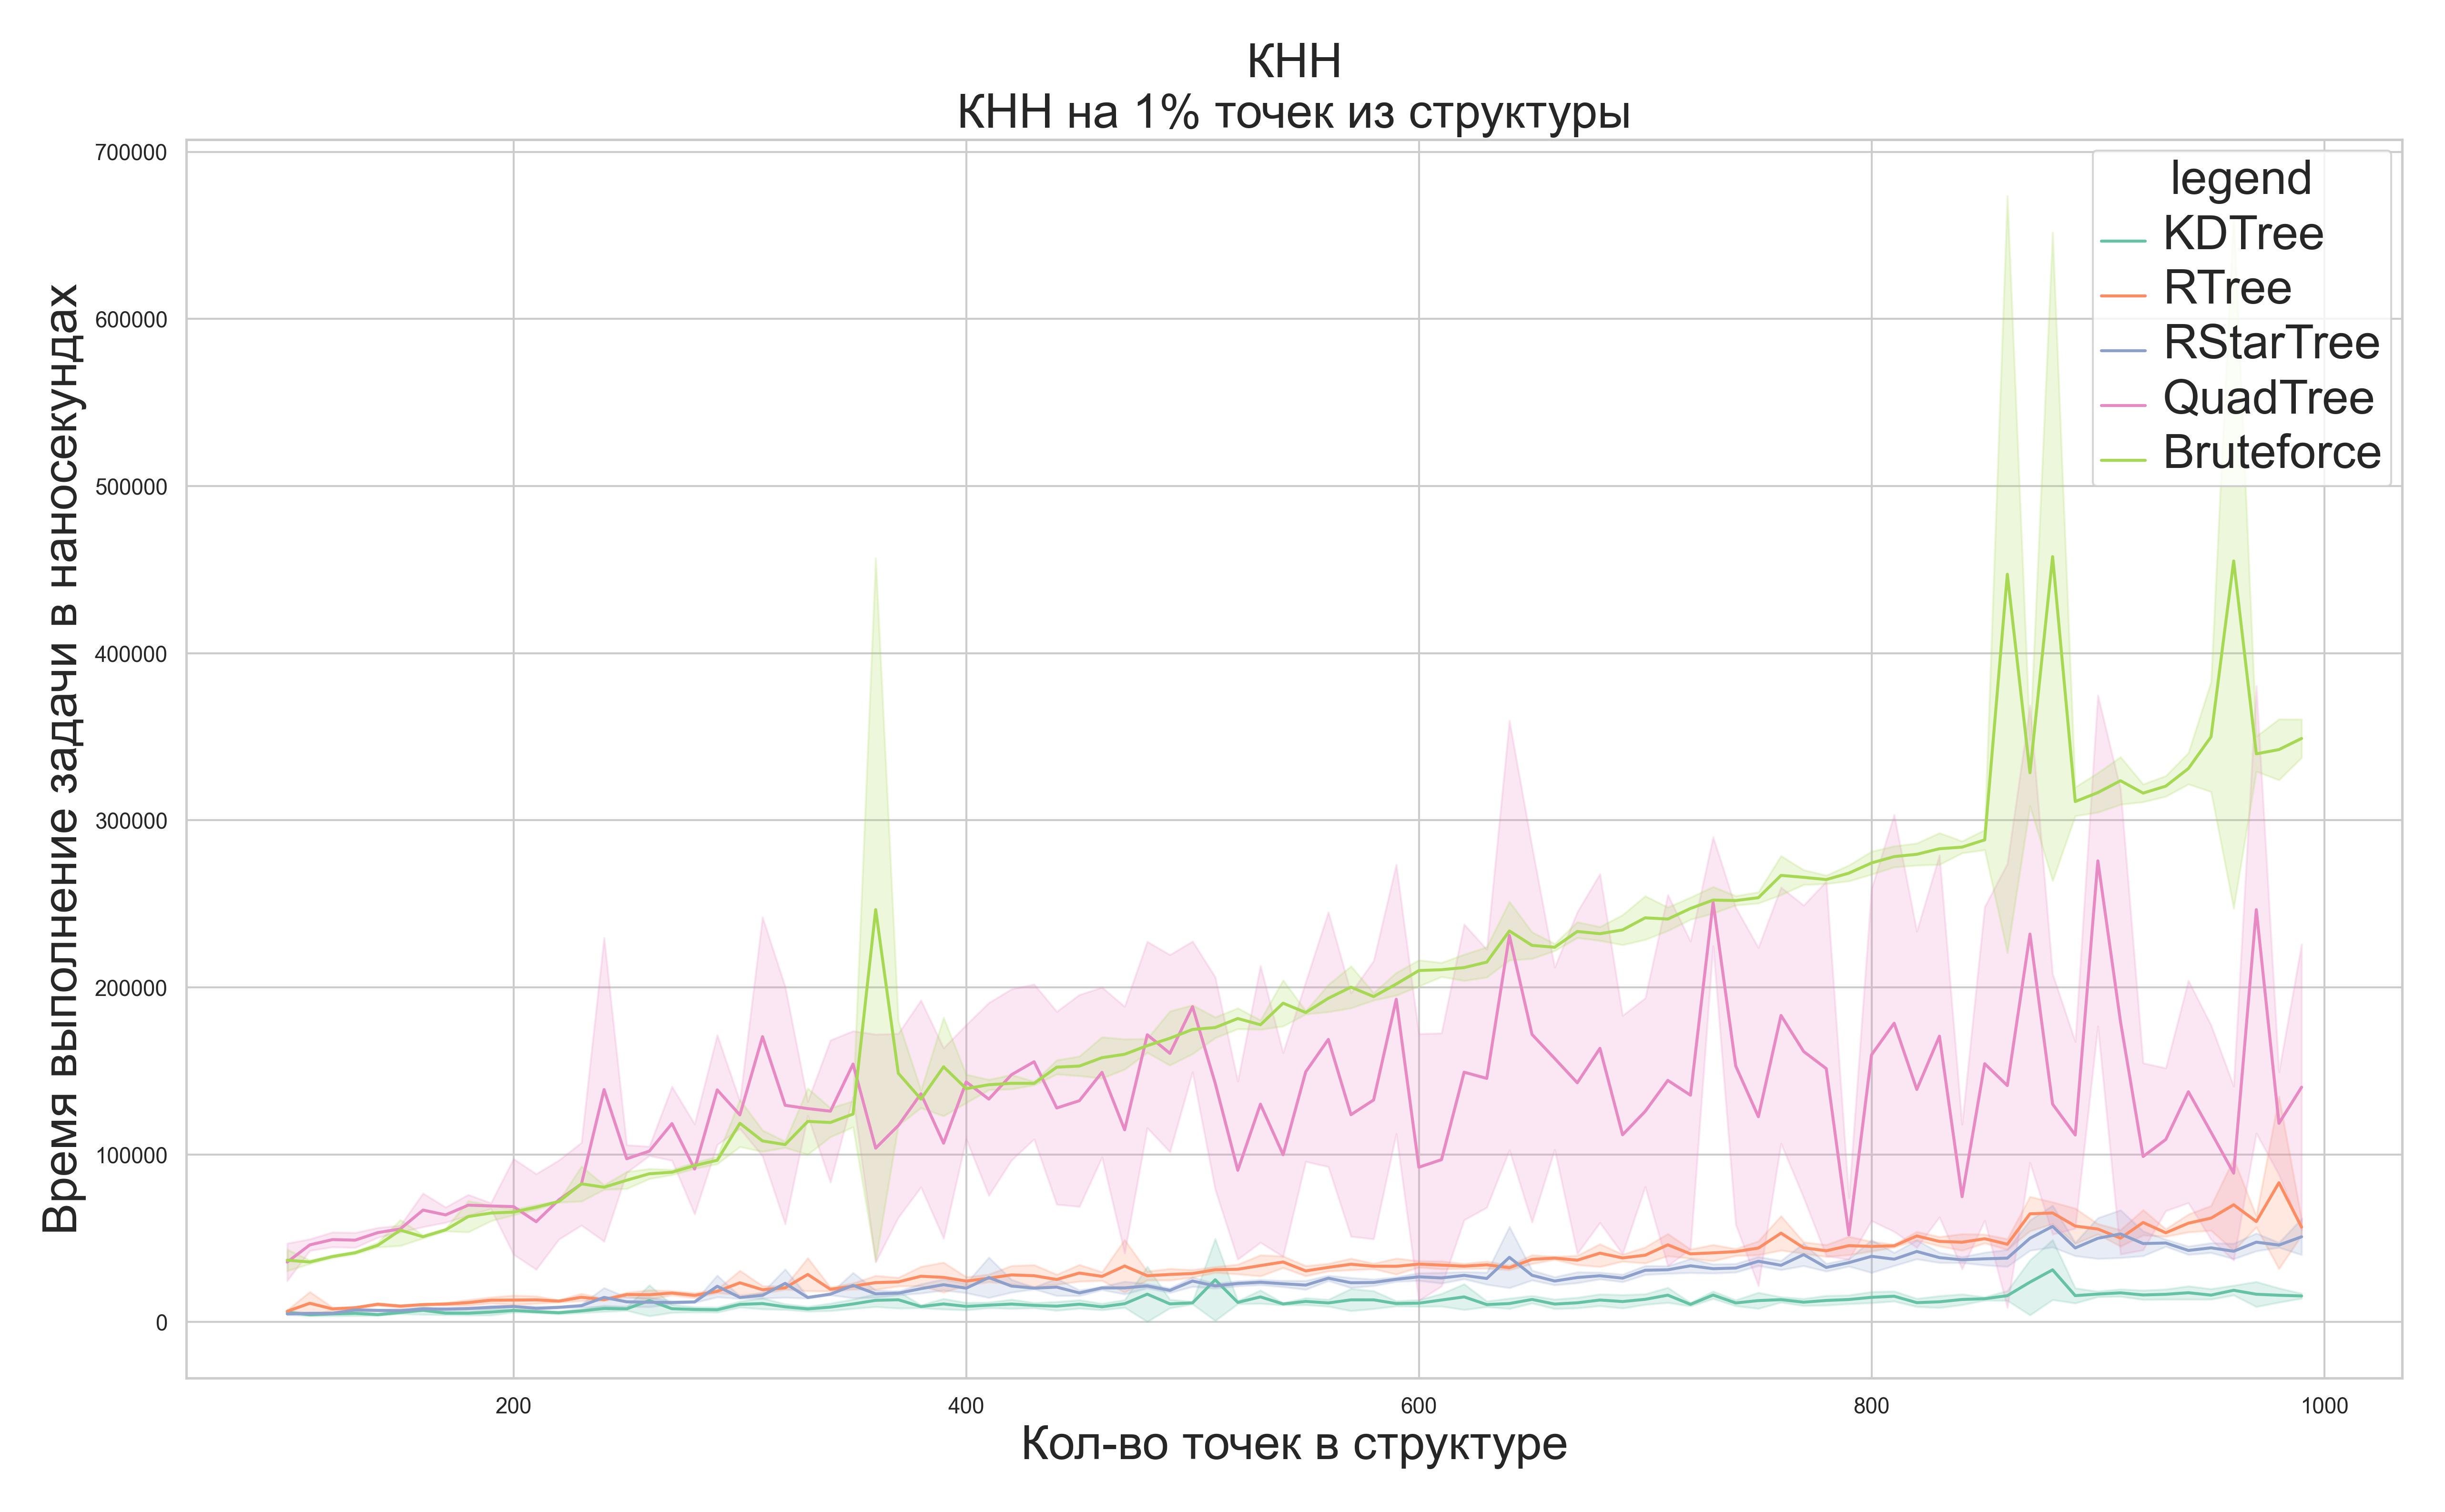 КНН
КНН на 1% точек из структуры
Время выполнение задачи в наносекундах
700000
600000
500000
400000
300000
200000
100000
0
legend
KDTree
RTree
RStarTree
QuadTree
Bruteforce
200
400
600
800
1000
Кол-во точек в структуре